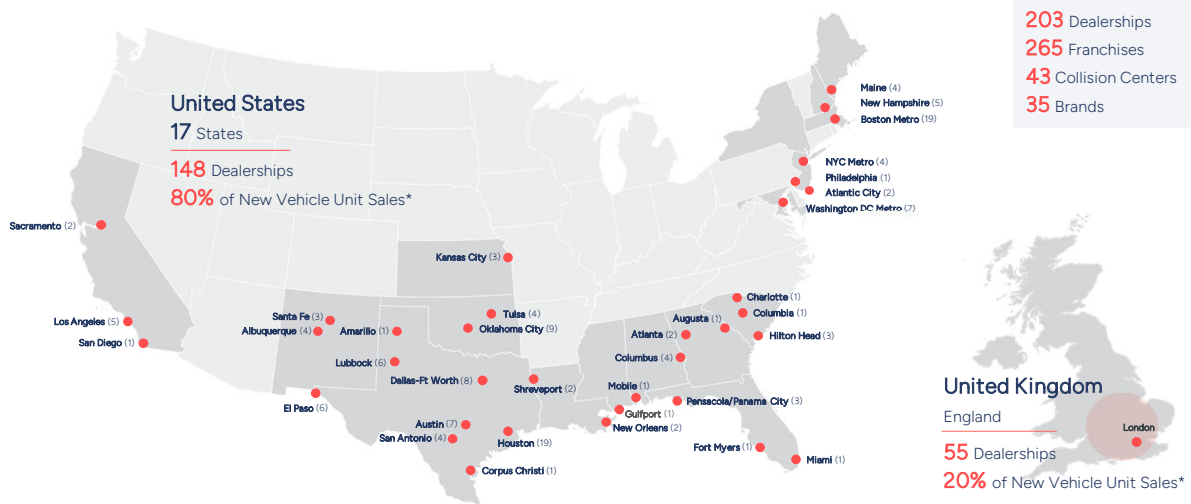 203 Dealerships
265 Franchises
43 Collision Centers
35 Brands
United States
17 States
148 Dealerships
80% of New Vehicle Unit Sales*
Maine (4)
New Hampshire (5)
Boston Metro (19)
NYC Metro (4)
Philadelphia (1)
Atlantic City (2)
Washington DC Metro (7)
Sacramento (2)
Los Angeles (5)
San Diego (1)
Kansas City (3)
Santa Fe (3)
Albuquerque (4)
Amarillo (1)
Tulsa (4)
Oklahoma City (9)
Lubbock (6)
Dallas-Ft Worth (8)
Shreveport (2)
El Paso (6)
Austin (7)
San Antonio (4)
Houston (19)
Corpus Christi (1)
Charlotte (1)
Columbia (1)
Augusta (1)
Atlanta (2)
Hilton Head (3)
Columbus (4)
Mobile (1)
Pensacola/Panama City (3)
Gulfport (1)
New Orleans (2)
Fort Myers (1)
Miami (1)
United Kingdom
England
London
55 Dealerships
20% of New Vehicle Unit Sales*